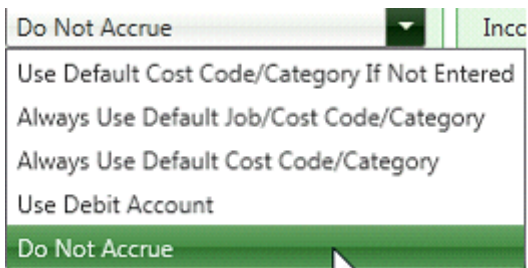 Do Not Accrue Inco
Use Default Cost Code/Category If Not Entered
Always Use Default Job/Cost Code/Category
Always Use Default Cost Code/Category
Use Debit Account
Do Not Accrue